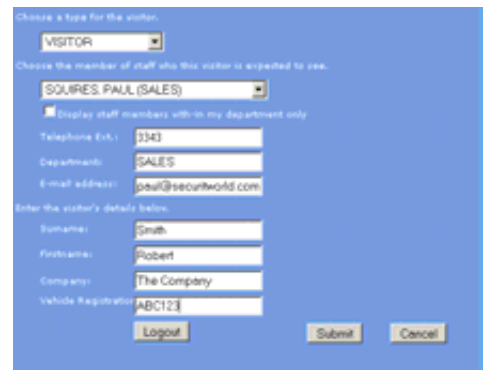 Choose a type for the visitor.
VISITOR
Choose the member of staff who this visitor is expected to see.
SQUIRES, PAUL (SALES)
Display staff members with-in my department only
Telephone Ext.: 3343
Department: SALES
E-mail address: paul@securitworld.com
Enter the visitor's details below.
Surname: Smith
Firstname: Robert
Company: The Company
Vehicle Registratio ABC123
Logout Submit Cancel